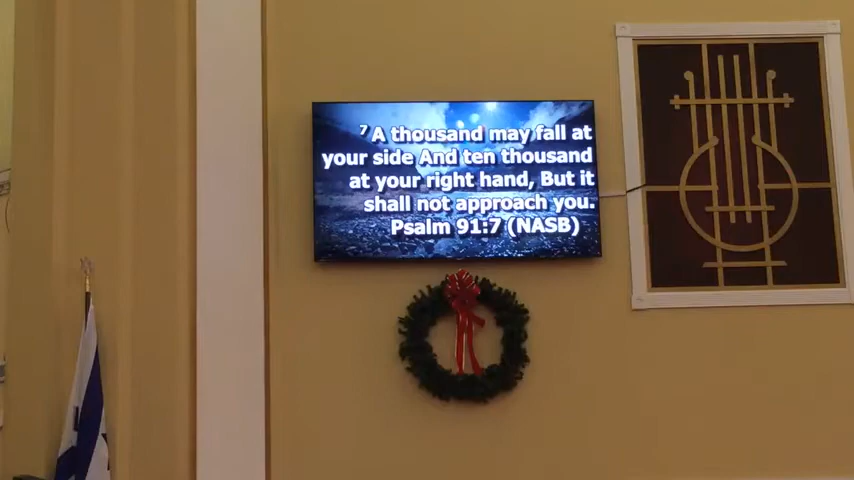 7 A thousand may fall at
your side And ten thousand
at your right hand, But it
shall not approach you.
Psalm 91:7 (NASB)